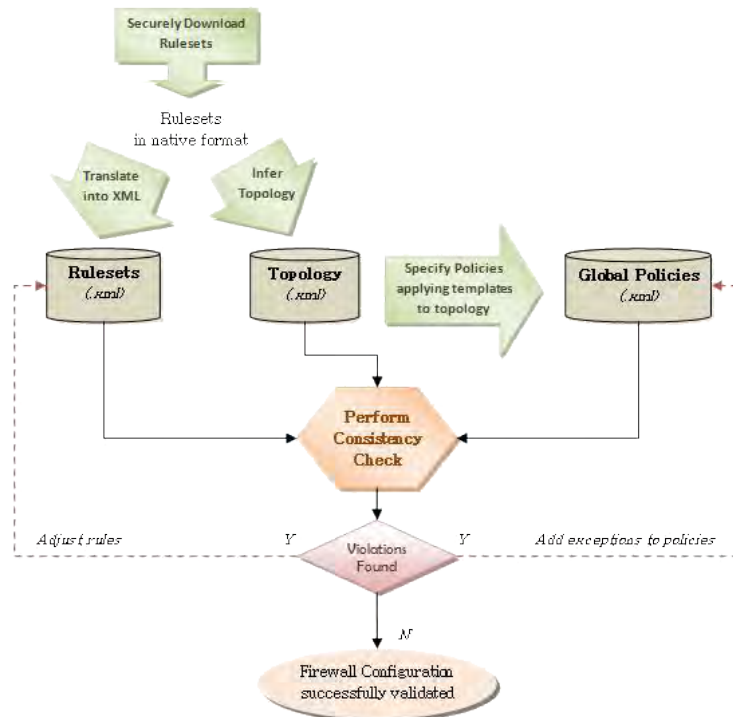 Securely Download
Rulesets
Rulesets
in native format
Translate
into XML
Infer
Topology
Rulesets
(.xml)
Topology
(.xml)
Specify Policies
applying templates
to topology
Global Policies
(.xml)
Perform
Consistency
Check
Adjust rules
Y
Violations
Found
Y
Add exceptions to policies
N
Firewall Configuration
successfully validated